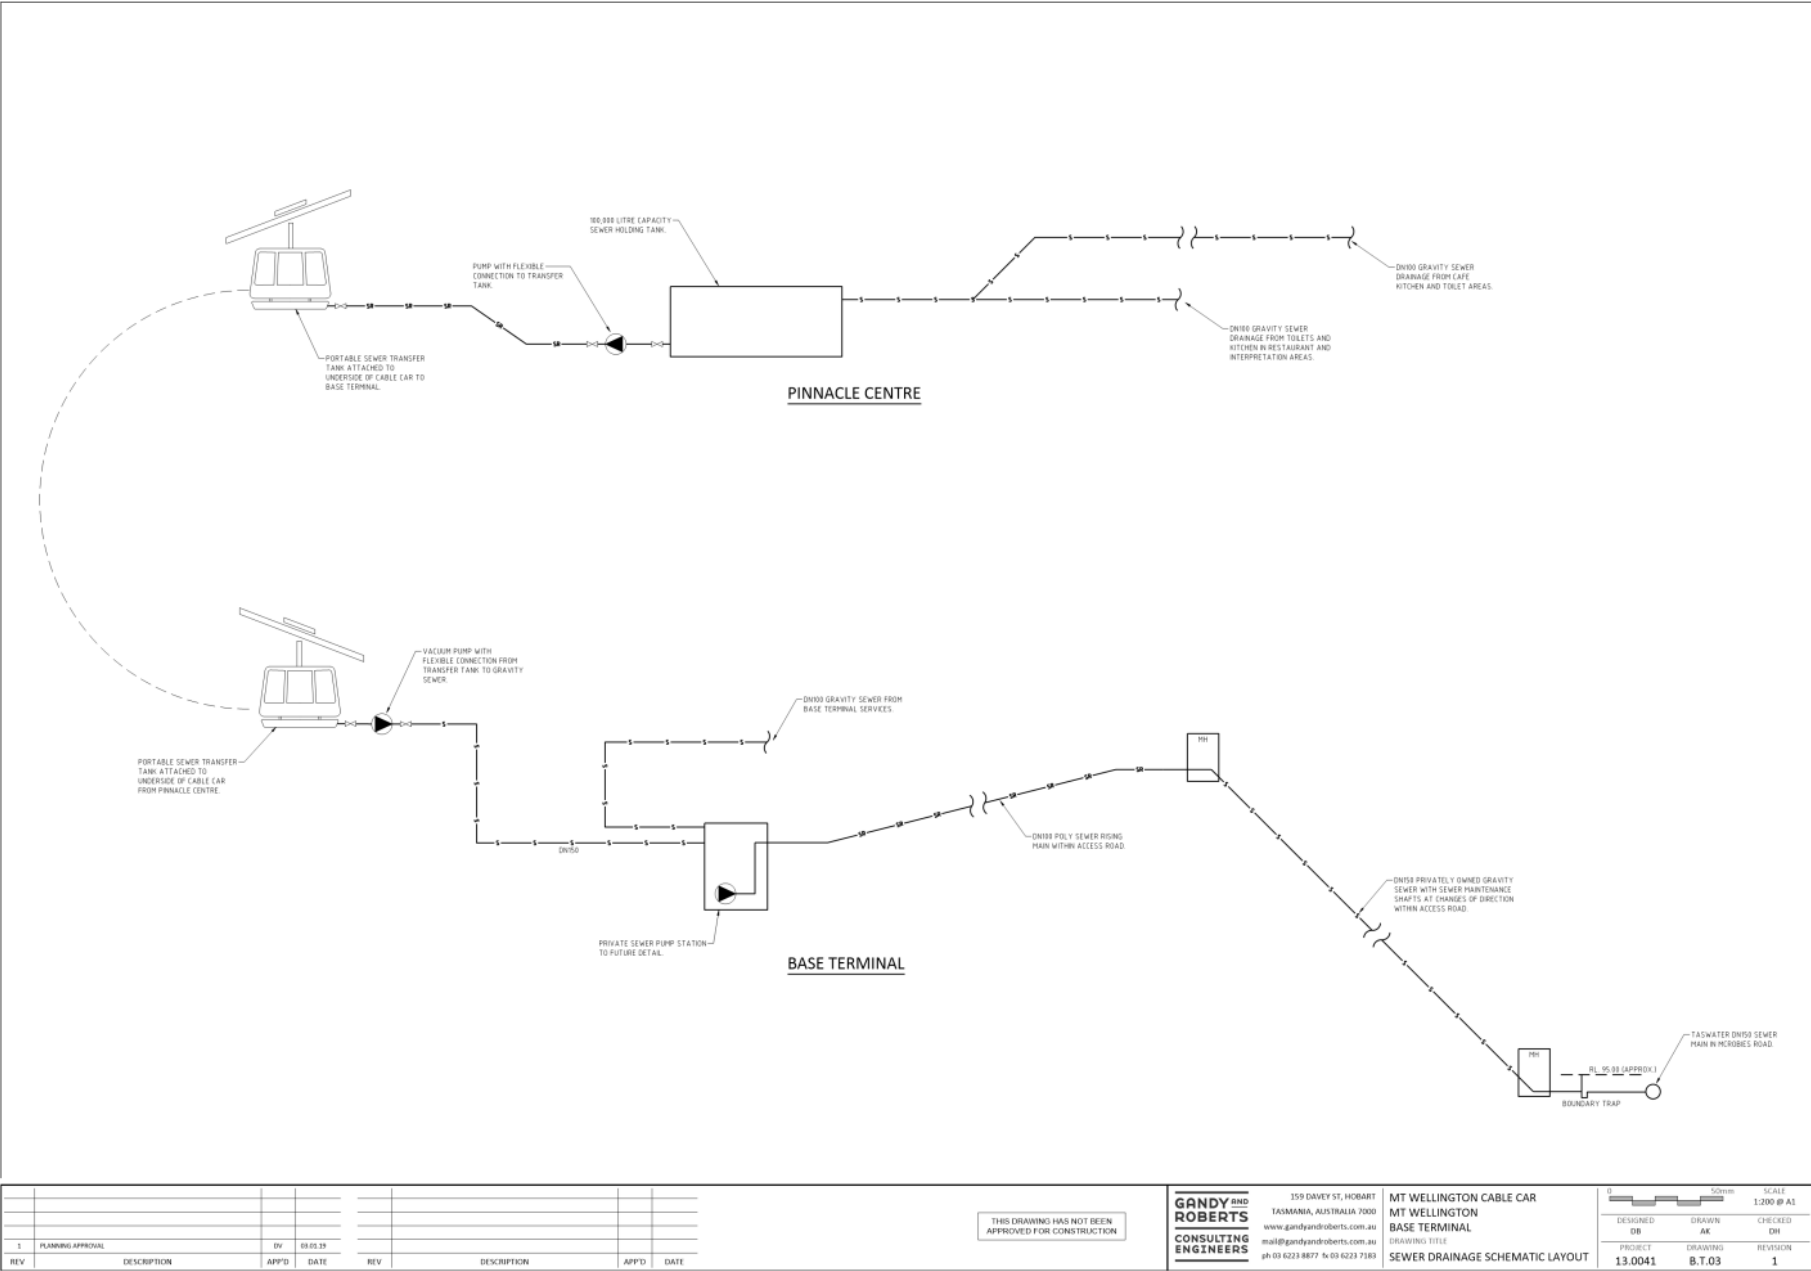 100,000 LITRE CAPACITY
SEWER HOLDING TANK.
PUMP WITH FLEXIBLE
CONNECTION TO TRANSFER
TANK.
DN100 GRAVITY SEWER
DRAINAGE FROM CAFE
KITCHEN AND TOILET AREAS.
DN100 GRAVITY SEWER
DRAINAGE FROM TOILETS AND
KITCHEN IN RESTAURANT AND
INTERPRETATION AREAS.
PORTABLE SEWER TRANSFER
TANK ATTACHED TO
UNDERSIDE OF CABLE CAR TO
BASE TERMINAL.
PINNACLE CENTRE
VACUUM PUMP WITH
FLEXIBLE CONNECTION FROM
TRANSFER TANK TO GRAVITY
SEWER.
DN100 GRAVITY SEWER FROM
BASE TERMINAL SERVICES.
PORTABLE SEWER TRANSFER
TANK ATTACHED TO
UNDERSIDE OF CABLE CAR
FROM PINNACLE CENTRE.
MH
DN150
DN100 POLY SEWER RISING
MAIN WITHIN ACCESS ROAD.
DN150 PRIVATELY OWNED GRAVITY
SEWER WITH SEWER MAINTENANCE
SHAFTS AT CHANGES OF DIRECTION
WITHIN ACCESS ROAD.
PRIVATE SEWER PUMP STATION
TO FUTURE DETAIL.
BASE TERMINAL
TASWATER DN150 SEWER
MAIN IN MCROBIES ROAD.
MH
RL. 95.00 (APPROX.)
BOUNDARY TRAP
1 PLANNING APPROVAL DV 03.01.19
REV DESCRIPTION APP'D DATE
REV DESCRIPTION APP'D DATE
THIS DRAWING HAS NOT BEEN
APPROVED FOR CONSTRUCTION
GANDY AND
ROBERTS
CONSULTING
ENGINEERS
159 DAVEY ST, HOBART
TASMANIA, AUSTRALIA 7000
www.gandyandroberts.com.au
mail@gandyandroberts.com.au
ph 03 6223 8877 fx 03 6223 7183
MT WELLINGTON CABLE CAR
MT WELLINGTON
BASE TERMINAL
DRAWING TITLE
SEWER DRAINAGE SCHEMATIC LAYOUT
0 50mm
SCALE
1:200 @ A1
DESIGNED DRAWN CHECKED
DB AK DH
PROJECT DRAWING REVISION
13.0041 B.T.03 1